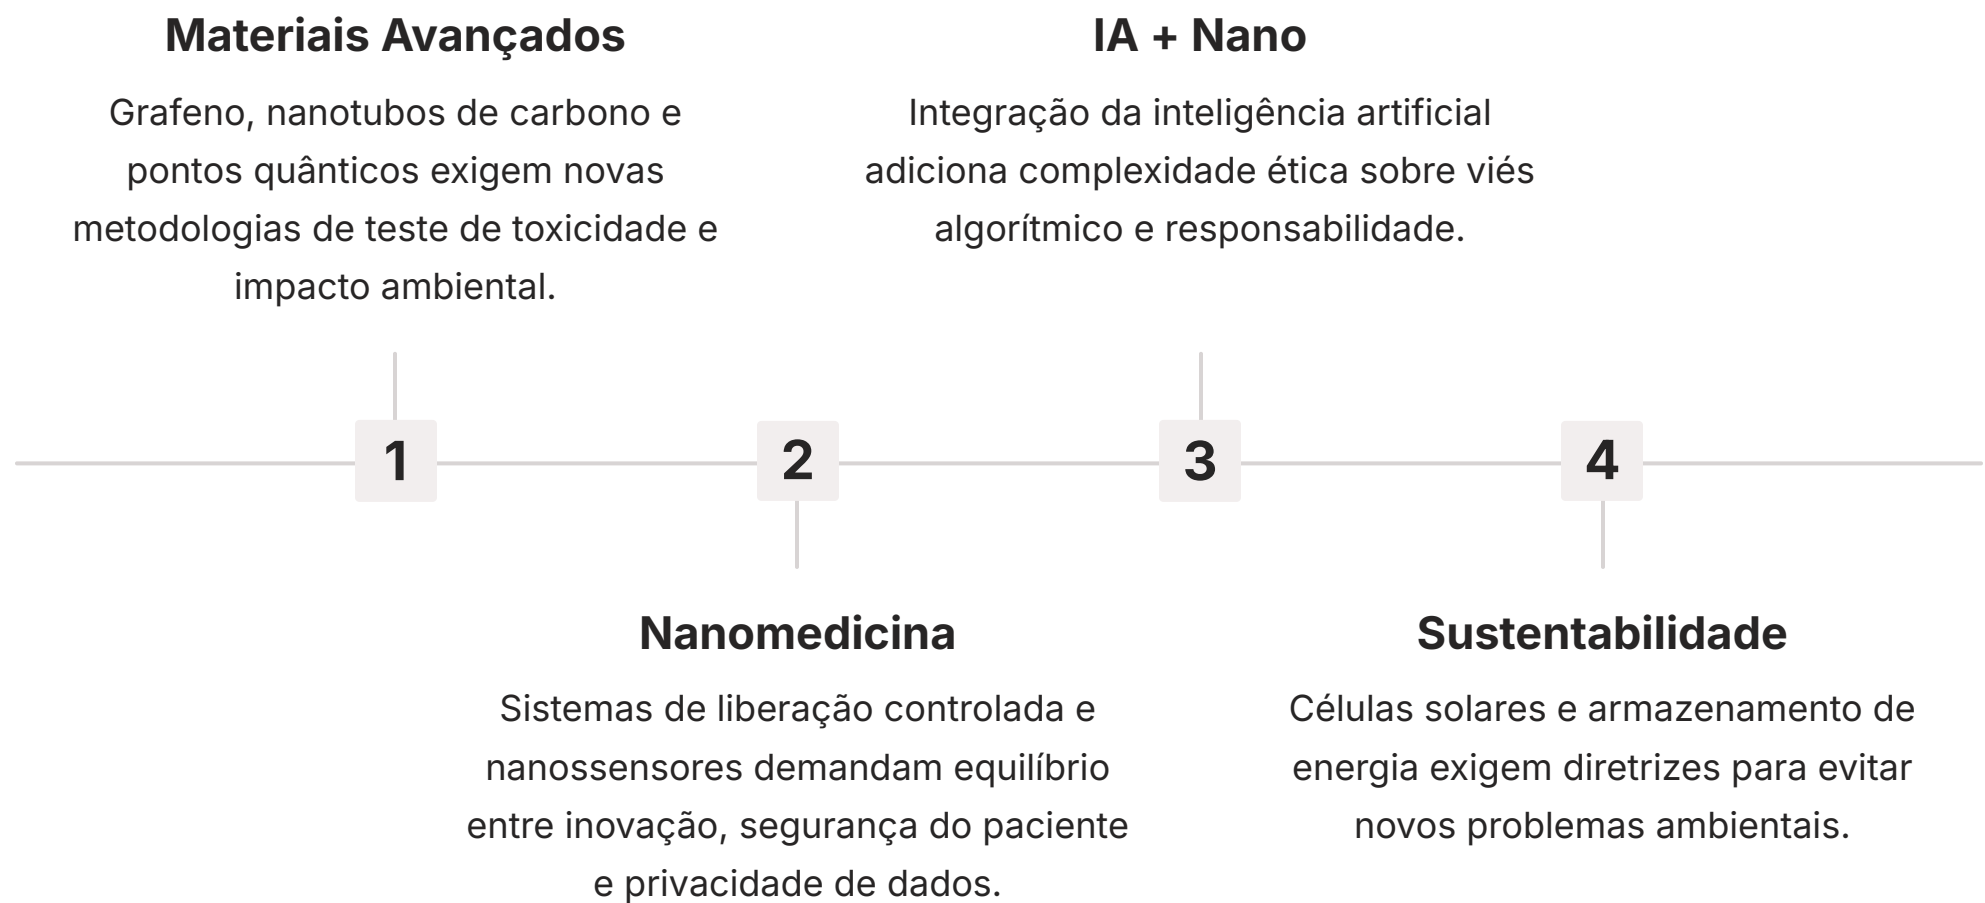 Materiais Avançados
Grafeno, nanotubos de carbono e
pontos quânticos exigem novas
metodologias de teste de toxicidade e
impacto ambiental.
IA + Nano
Integração da inteligência artificial
adiciona complexidade ética sobre viés
algorítmico e responsabilidade.
1
2
3
4
Nanomedicina
Sistemas de liberação controlada e
nanossensores demandam equilíbrio
entre inovação, segurança do paciente
e privacidade de dados.
Sustentabilidade
Células solares e armazenamento de
energia exigem diretrizes para evitar
novos problemas ambientais.